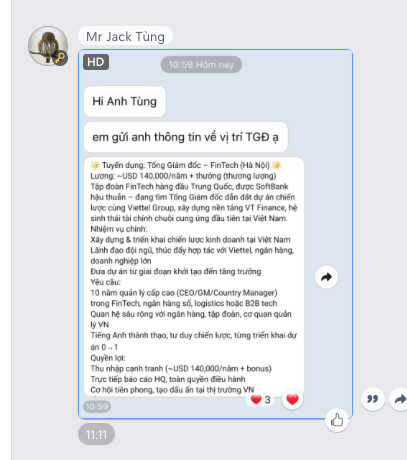 Mr Jack Tùng
HD
10:59 Hôm nay
Hi Anh Tùng
em gửi anh thông tin về vị trí TGĐ ạ
🌟 Tuyển dụng: Tổng Giám đốc – FinTech (Hà Nội) 🌟
Lương: ~USD 140,000/năm + thưởng (thương lượng)
Tập đoàn FinTech hàng đầu Trung Quốc, được SoftBank
hậu thuẫn – đang tìm Tổng Giám đốc dẫn dắt dự án chiến
lược cùng Viettel Group, xây dựng nền tảng VT Finance, hệ
sinh thái tài chính chuỗi cung ứng đầu tiên tại Việt Nam.
Nhiệm vụ chính:
Xây dựng & triển khai chiến lược kinh doanh tại Việt Nam
Lãnh đạo đội ngũ, thúc đẩy hợp tác với Viettel, ngân hàng,
doanh nghiệp lớn
Đưa dự án từ giai đoạn khởi tạo đến tăng trưởng
Yêu cầu:
10 năm quản lý cấp cao (CEO/GM/Country Manager)
trong FinTech, ngân hàng số, logistics hoặc B2B tech
Quan hệ sâu rộng với ngân hàng, tập đoàn, cơ quan quản
lý VN
Tiếng Anh thành thạo, tư duy chiến lược, từng triển khai dự
án 0→1
Quyền lợi:
Thu nhập cạnh tranh (~USD 140,000/năm + bonus)
Trực tiếp báo cáo HQ, toàn quyền điều hành
Cơ hội tiên phong, tạo dấu ấn tại thị trường VN
3
10:59
11:11